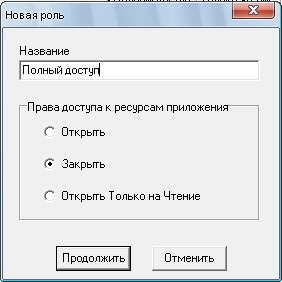 Новая роль
Название
Полный доступ
Права доступа к ресурсам приложения
Открыть
Закрыть
Открыть Только на Чтение
Продолжить
Отменить